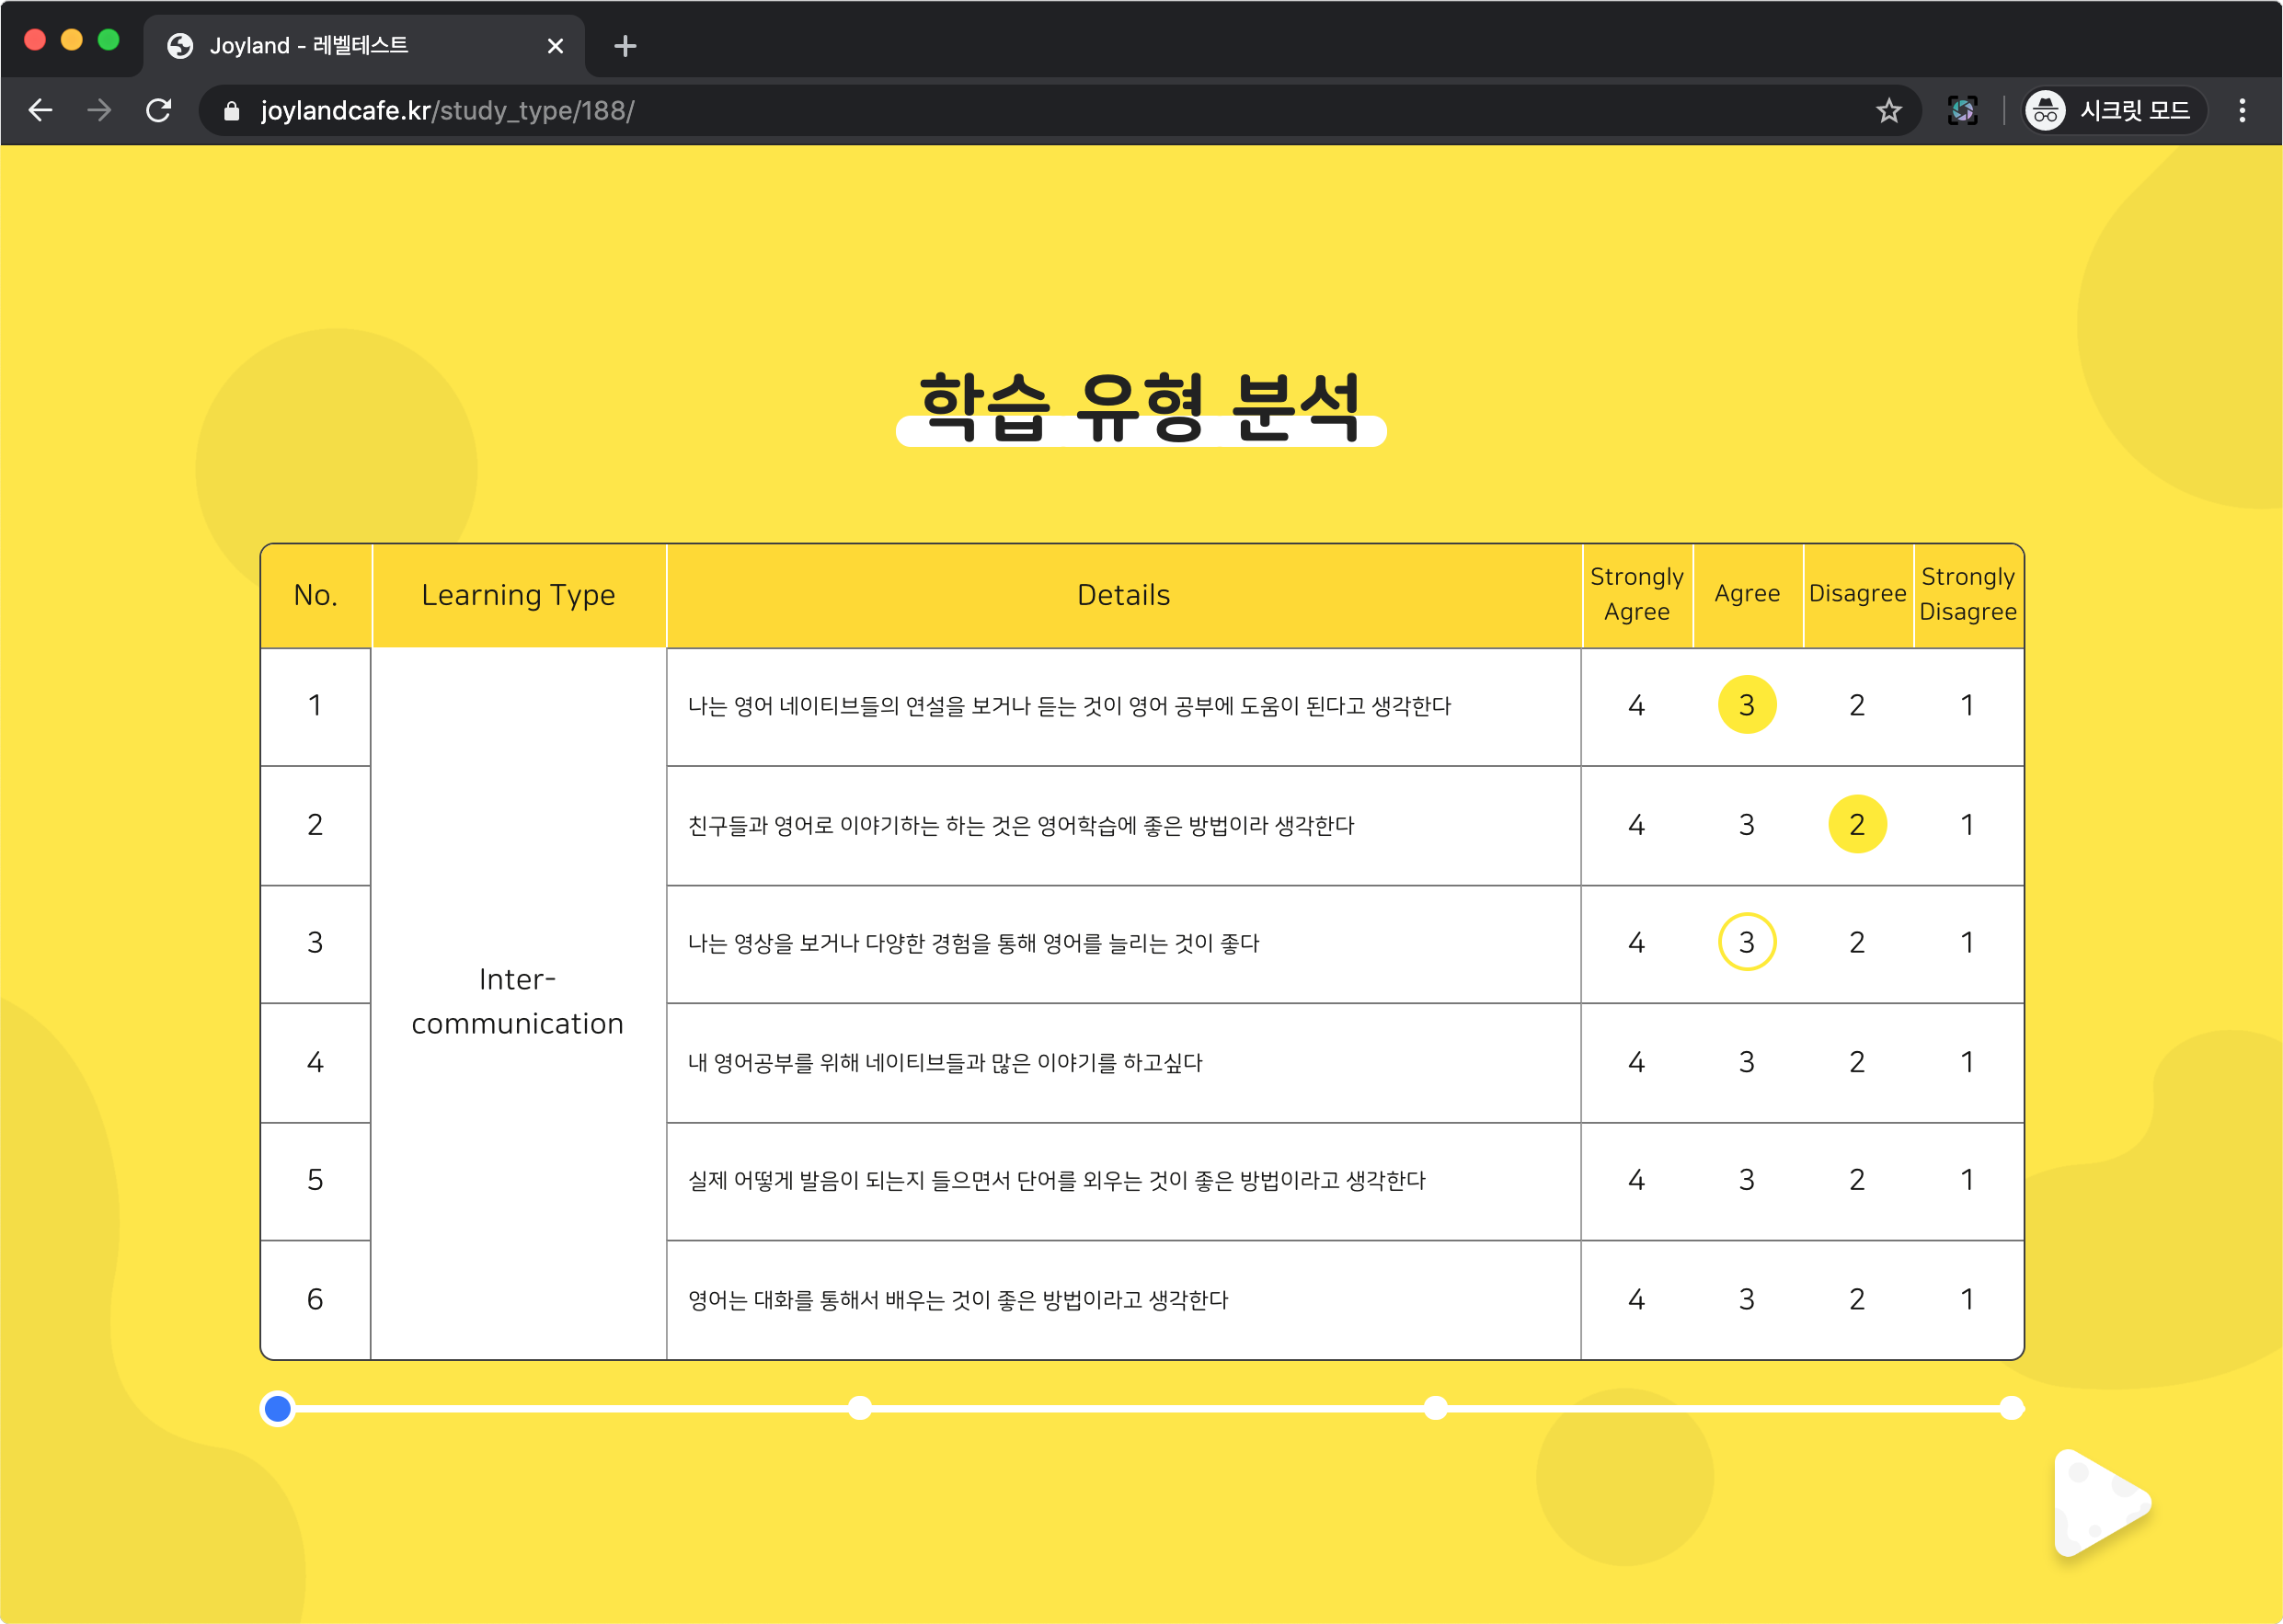 Joyland - 레벨테스트
joylandcafe.kr/study_type/188/
시크릿 모드
학습 유형 분석
No. Learning Type Details Strongly Agree Agree Disagree Strongly Disagree
1 나는 영어 네이티브들의 연설을 보거나 듣는 것이 영어 공부에 도움이 된다고 생각한다 4 3 2 1
2 친구들과 영어로 이야기하는 하는 것은 영어학습에 좋은 방법이라 생각한다 4 3 2 1
3 나는 영상을 보거나 다양한 경험을 통해 영어를 늘리는 것이 좋다 4 3 2 1
Inter-
communication
4 내 영어공부를 위해 네이티브들과 많은 이야기를 하고싶다 4 3 2 1
5 실제 어떻게 발음이 되는지 들으면서 단어를 외우는 것이 좋은 방법이라고 생각한다 4 3 2 1
6 영어는 대화를 통해서 배우는 것이 좋은 방법이라고 생각한다 4 3 2 1